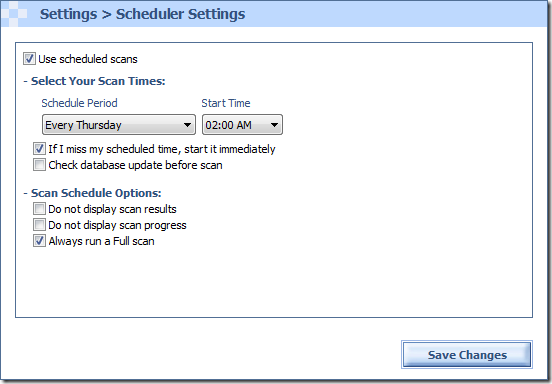 Settings > Scheduler Settings
Use scheduled scans
- Select Your Scan Times:
Schedule Period Start Time
Every Thursday 02:00 AM
If I miss my scheduled time, start it immediately
Check database update before scan
- Scan Schedule Options:
Do not display scan results
Do not display scan progress
Always run a Full scan
Save Changes